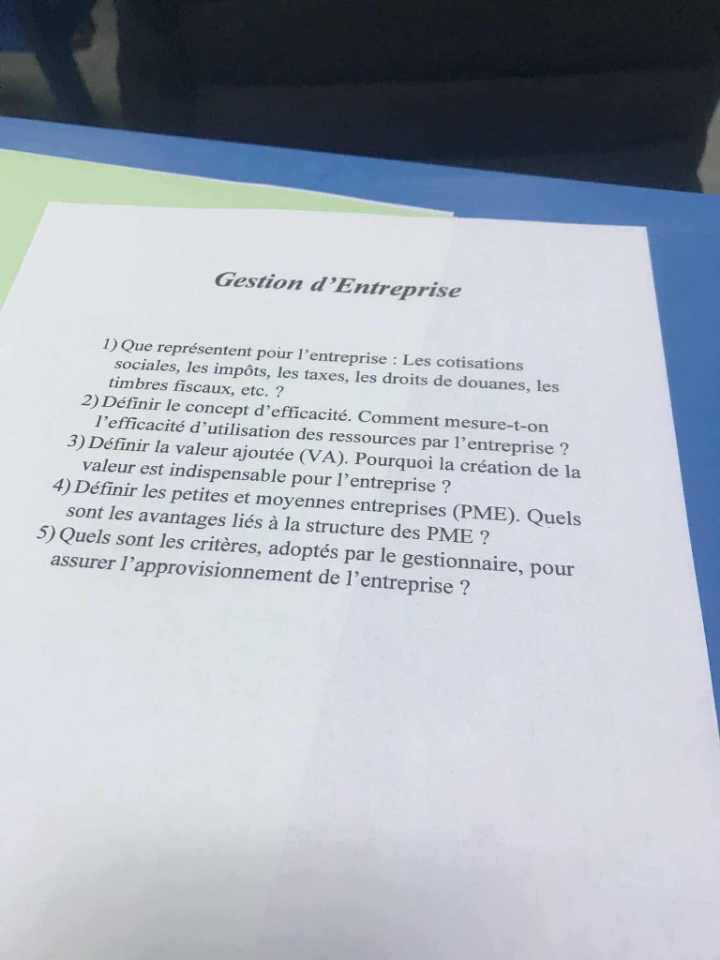 Gestion d'Entreprise
1) Que représentent pour l'entreprise : Les cotisations
sociales, les impôts, les taxes, les droits de douanes, les
timbres fiscaux, etc. ?
2) Définir le concept d'efficacité. Comment mesure-t-on
l'efficacité d'utilisation des ressources par l'entreprise ?
3) Définir la valeur ajoutée (VA). Pourquoi la création de la
valeur est indispensable pour l'entreprise ?
4) Définir les petites et moyennes entreprises (PME). Quels
sont les avantages liés à la structure des PME ?
5) Quels sont les critères, adoptés par le gestionnaire, pour
assurer l'approvisionnement de l'entreprise ?